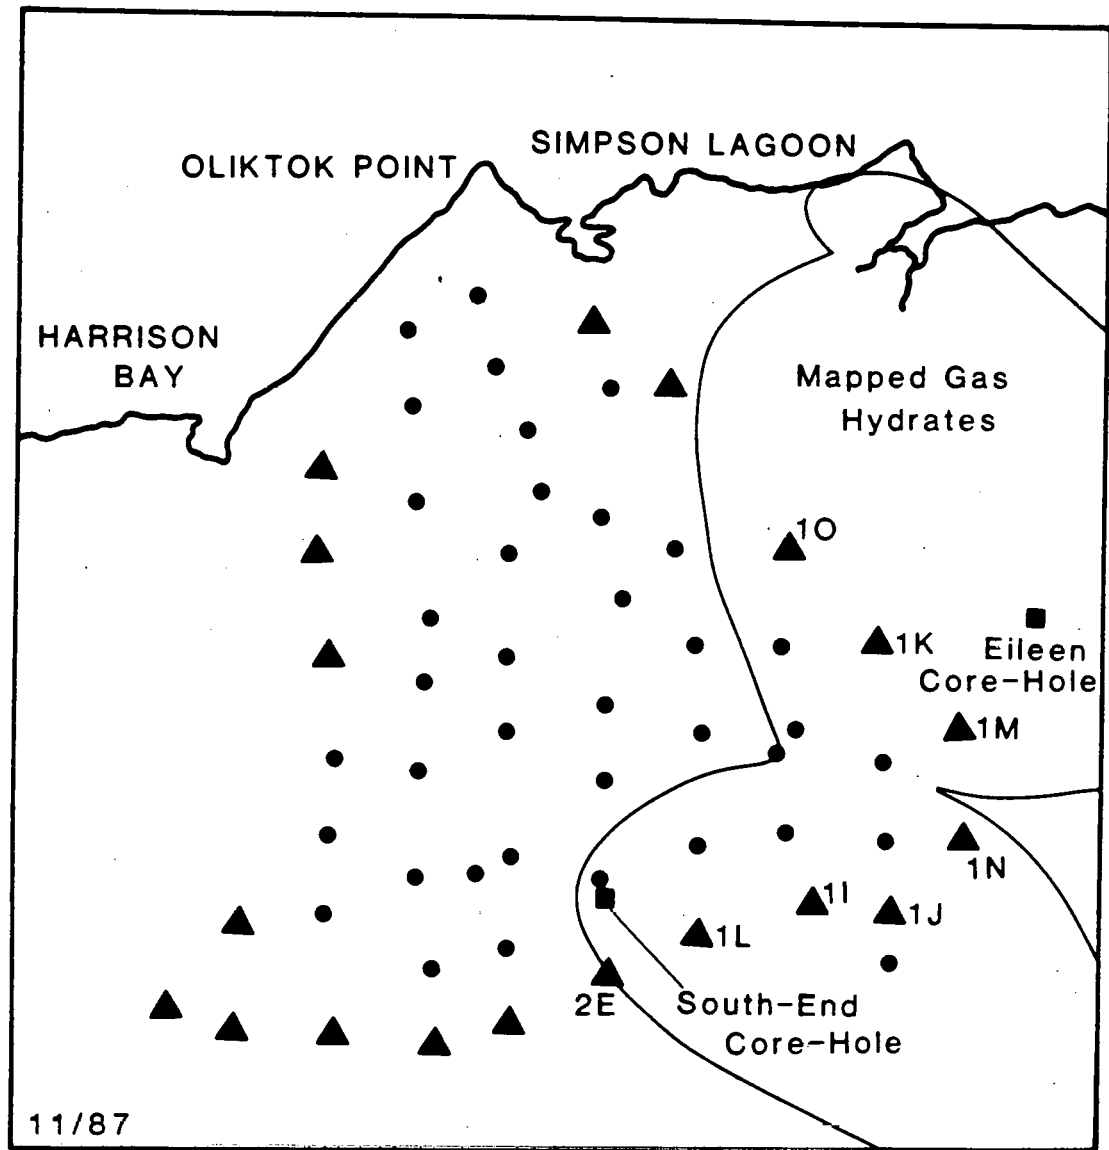 SIMPSON LAGOON
OLIKTOK POINT
HARRISON
BAY
Mapped Gas
Hydrates
1O
1K
Eileen
Core-Hole
1M
1N
1I
1J
1L
2E
South-End
Core-Hole
11/87